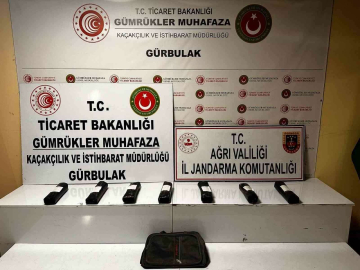 T.C. TİCARET BAKANLIĞI
GÜMRÜKLER MUHAFAZA
KAÇAKÇILIK VE İSTİHBARAT MÜDÜRLÜĞÜ
GÜRBULAK
T.C.
TİCARET BAKANLIĞI
GÜMRÜKLER MUHAFAZA
KAÇAKÇILIK VE İSTİHBARAT MÜDÜRLÜĞÜ
GÜRBULAK
T.C.
AĞRI VALİLİĞİ
İL JANDARMA KOMUTANLIĞI